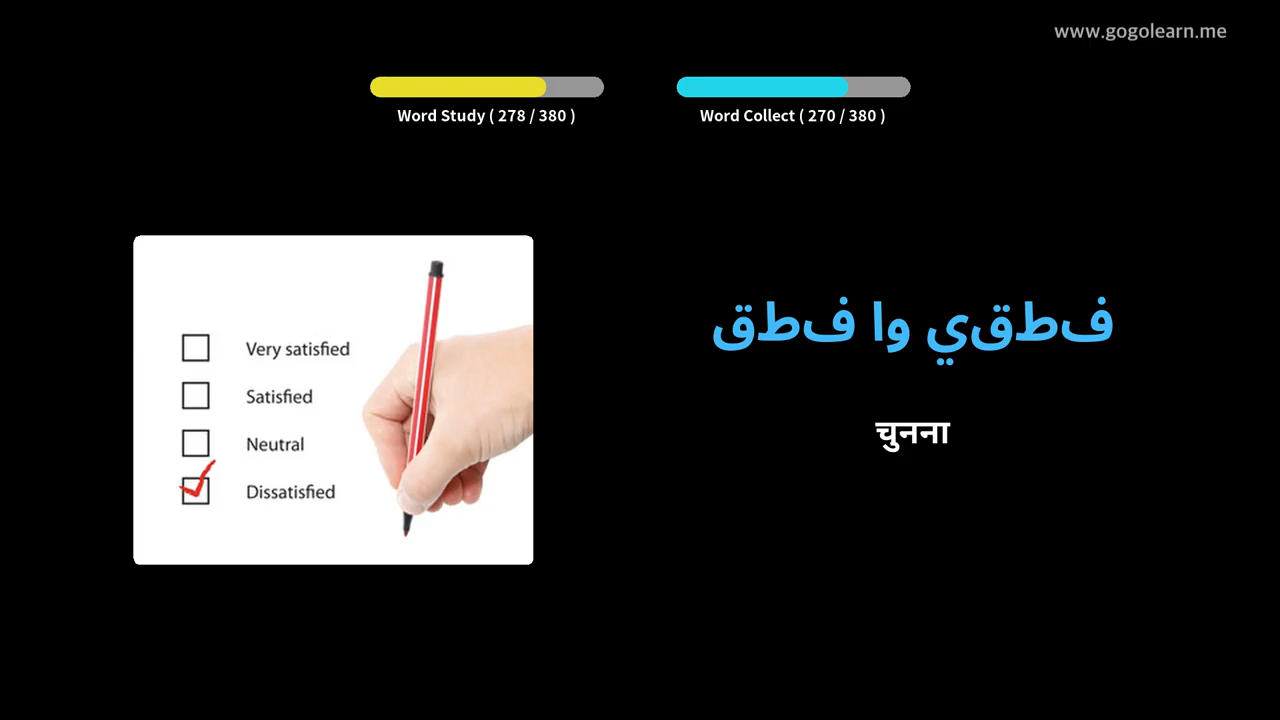 www.gogolearn.me
Word Study ( 278 / 380 )
Word Collect ( 270 / 380 )
Very satisfied
Satisfied
Neutral
Dissatisfied
فطقي وا فطق
चुनना